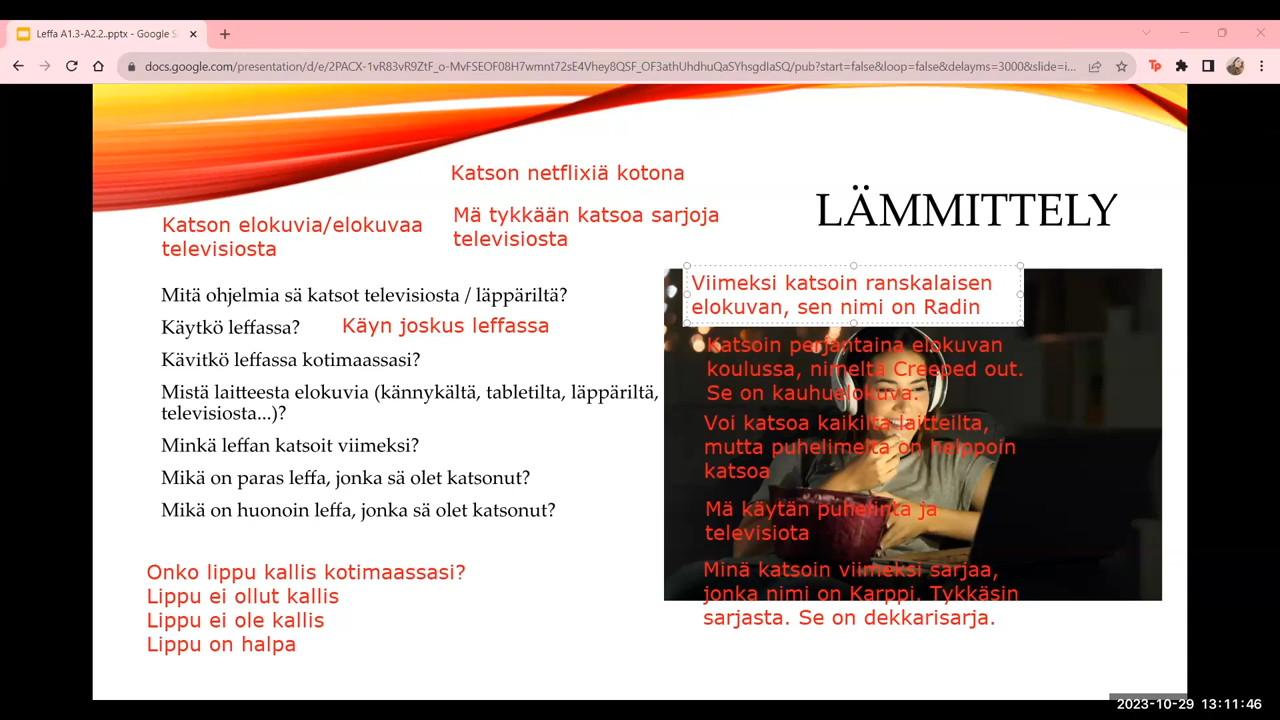 Leffa A1.3-A2.2..pptx - Google S
docs.google.com/presentation/d/e/2PACX-1vR83vR9ZtF_o-MvFSEOF08H7wmnt72sE4Vhey8QSF_OF3athUhdhuQaSYhsgdIaSQ/pub?start=false&loop=false&delayms=3000&slide=i...
Katson netflixiä kotona
LÄMMITTELY
Katson elokuvia/elokuvaa
televisiosta
Mä tykkään katsoa sarjoja
televisiosta
Mitä ohjelmia sä katsot televisiosta / läppäriltä?
Käytkö leffassa?
Käyn joskus leffassa
Kävitkö leffassa kotimaassasi?
Mistä laitteesta elokuvia (kännykältä, tabletilta, läppäriltä,
televisiosta...)?
Minkä leffan katsoit viimeksi?
Mikä on paras leffa, jonka sä olet katsonut?
Mikä on huonoin leffa, jonka sä olet katsonut?
Onko lippu kallis kotimaassasi?
Lippu ei ollut kallis
Lippu ei ole kallis
Lippu on halpa
Viimeksi katsoin ranskalaisen
elokuvan, sen nimi on Radin
Katsoin perjantaina elokuvan
koulussa, nimeltä Creeped out.
Se on kauhuelokuva.
Voi katsoa kaikilta laitteilta,
mutta puhelimelta on helppoin
katsoa
Mä käytän puhelinta ja
televisiota
Minä katsoin viimeksi sarjaa,
jonka nimi on Karppi. Tykkäsin
sarjasta. Se on dekkarisarja.
2023-10-29 13:11:46